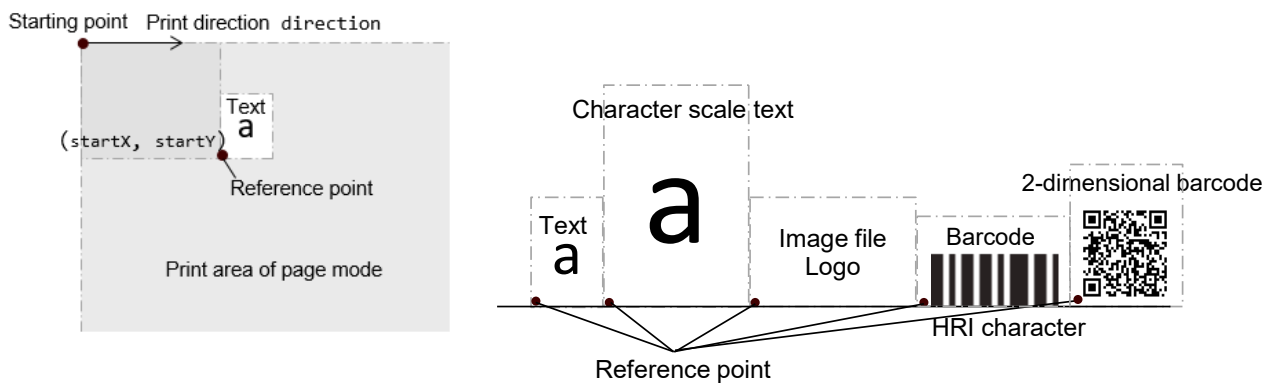 Starting point Print direction direction
Text
a
(startX, startY)
Reference point
Print area of page mode
Character scale text
a
2-dimensional barcode
Text
a
Image file
Logo
Barcode
HRI character
Reference point